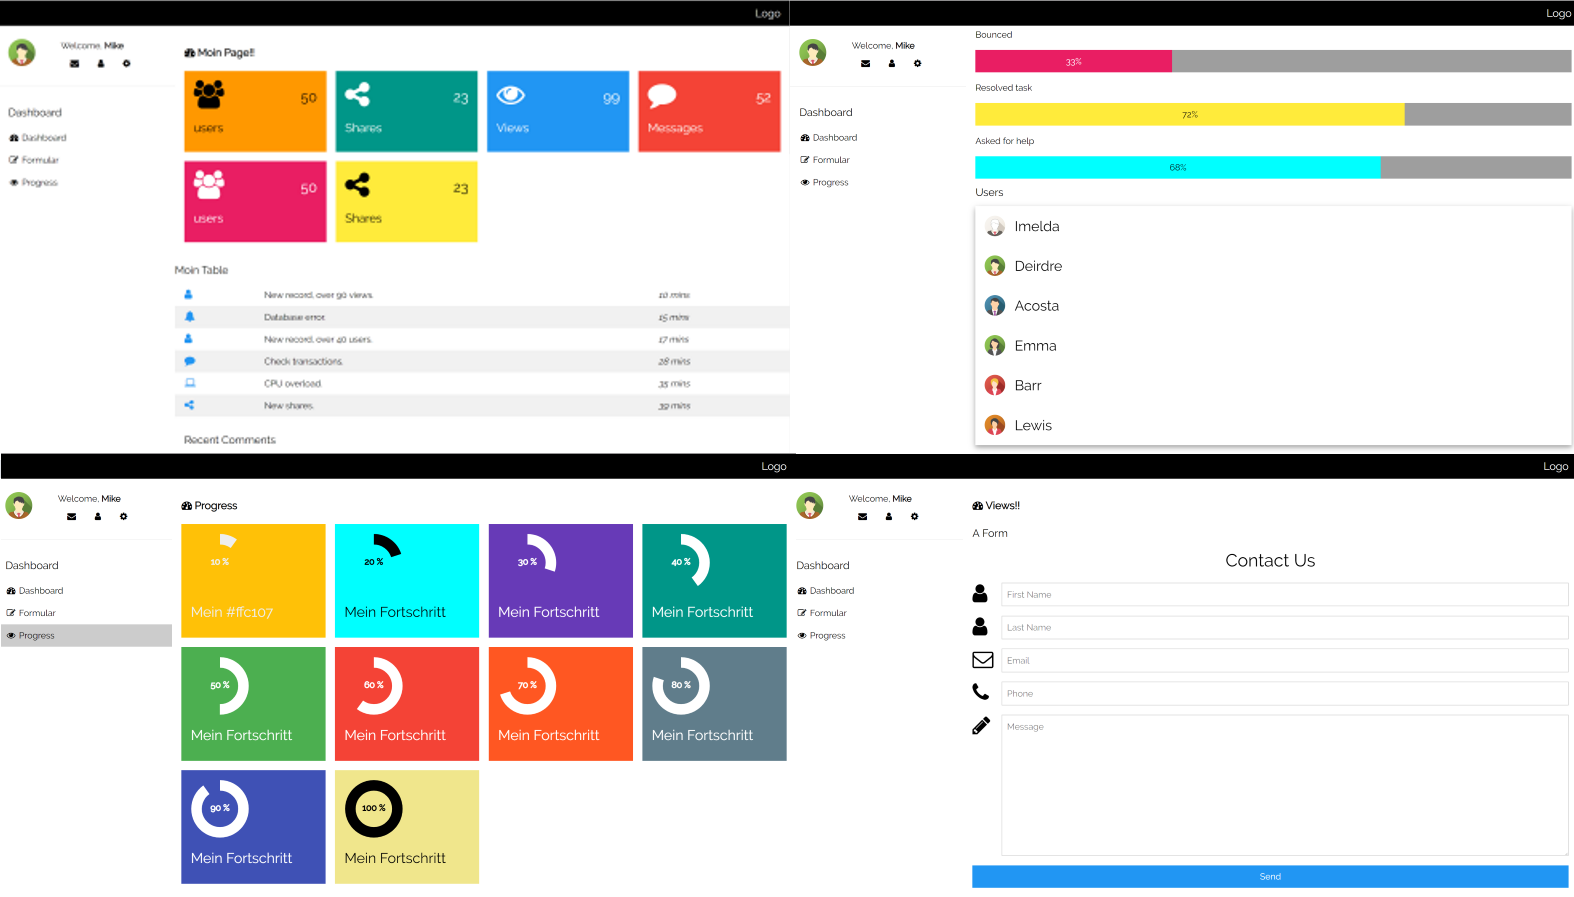 Logo
Welcome, Mike
Dashboard
Dashboard
Formular
Progress
Moin Page!!
50
users
23
Shares
99
Views
52
Messages
50
users
23
Shares
Moin Table
New record, over 90 views. 10 mins
Database error. 15 mins
New record, over 40 users. 17 mins
Check transactions. 28 mins
CPU overload. 35 mins
New shares. 39 mins
Recent Comments
Logo
Welcome, Mike
Dashboard
Dashboard
Formular
Progress
Bounced
33%
Resolved task
72%
Asked for help
68%
Users
Imelda
Deirdre
Acosta
Emma
Barr
Lewis
Logo
Welcome, Mike
Dashboard
Dashboard
Formular
Progress
Progress
10 %
Mein #ffc107
20 %
Mein Fortschritt
30 %
Mein Fortschritt
40 %
Mein Fortschritt
50 %
Mein Fortschritt
60 %
Mein Fortschritt
70 %
Mein Fortschritt
80 %
Mein Fortschritt
90 %
Mein Fortschritt
100 %
Mein Fortschritt
Logo
Welcome, Mike
Dashboard
Dashboard
Formular
Progress
Views!!
A Form
Contact Us
First Name
Last Name
Email
Phone
Message
Send